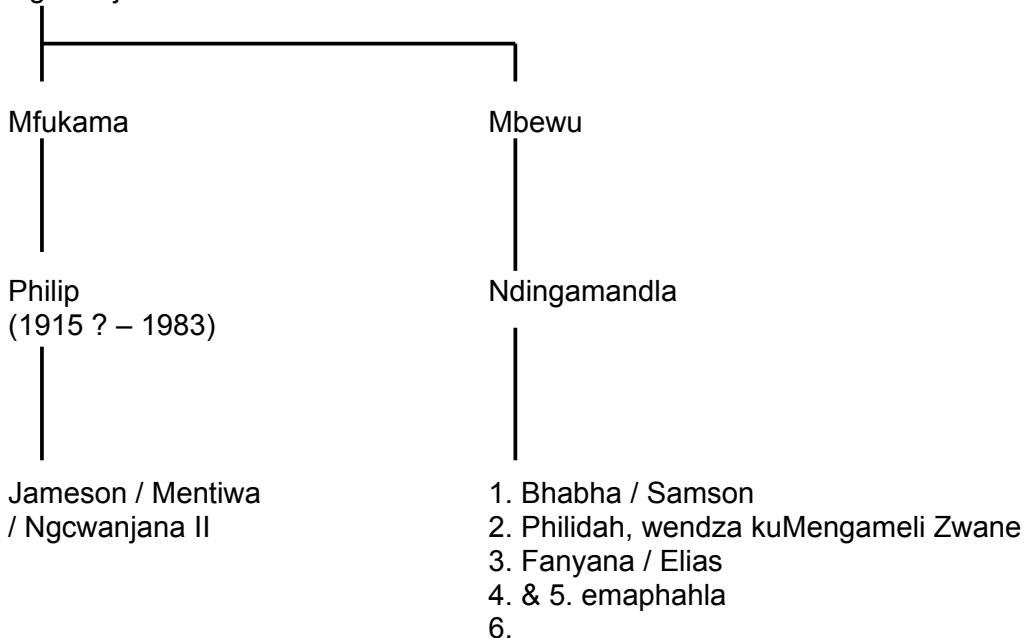 Mfukama
Mbewu
Philip
(1915 ? – 1983)
Ndingamandla
Jameson / Mentiwa
/ Ngcwanjana II
1. Bhabha / Samson
2. Philidah, wendza kuMengameli Zwane
3. Fanyana / Elias
4. & 5. emaphahla
6.